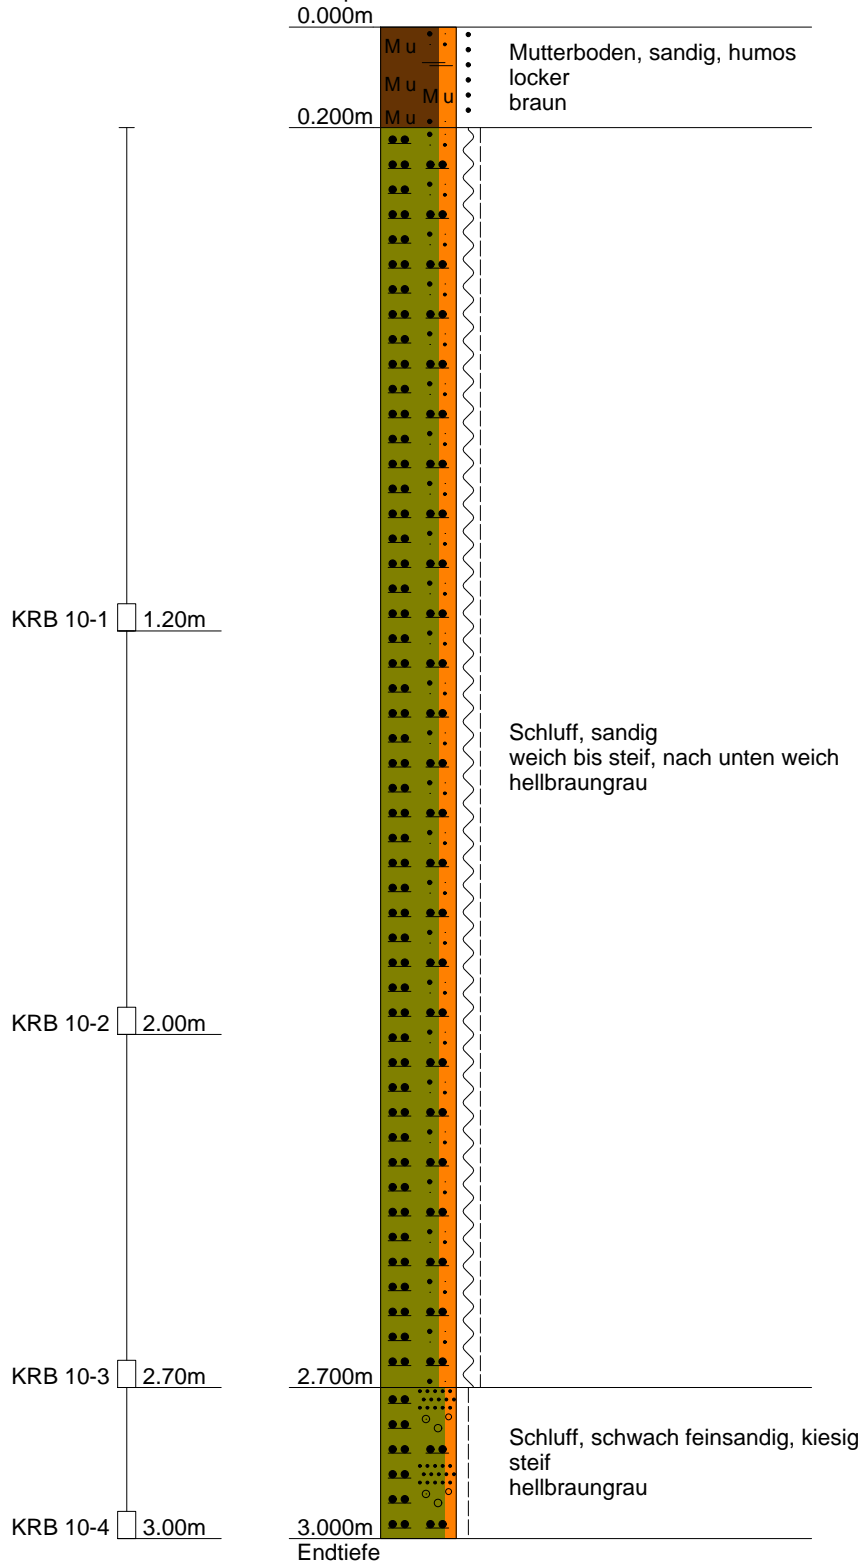 0.000m
Mu
Mu
Mu
Mu
Mutterboden, sandig, humos
locker
braun
0.200m
KRB 10-1 1.20m
Schluff, sandig
weich bis steif, nach unten weich
hellbraungrau
KRB 10-2 2.00m
KRB 10-3 2.70m
2.700m
Schluff, schwach feinsandig, kiesig
steif
hellbraungrau
KRB 10-4 3.00m
3.000m
Endtiefe